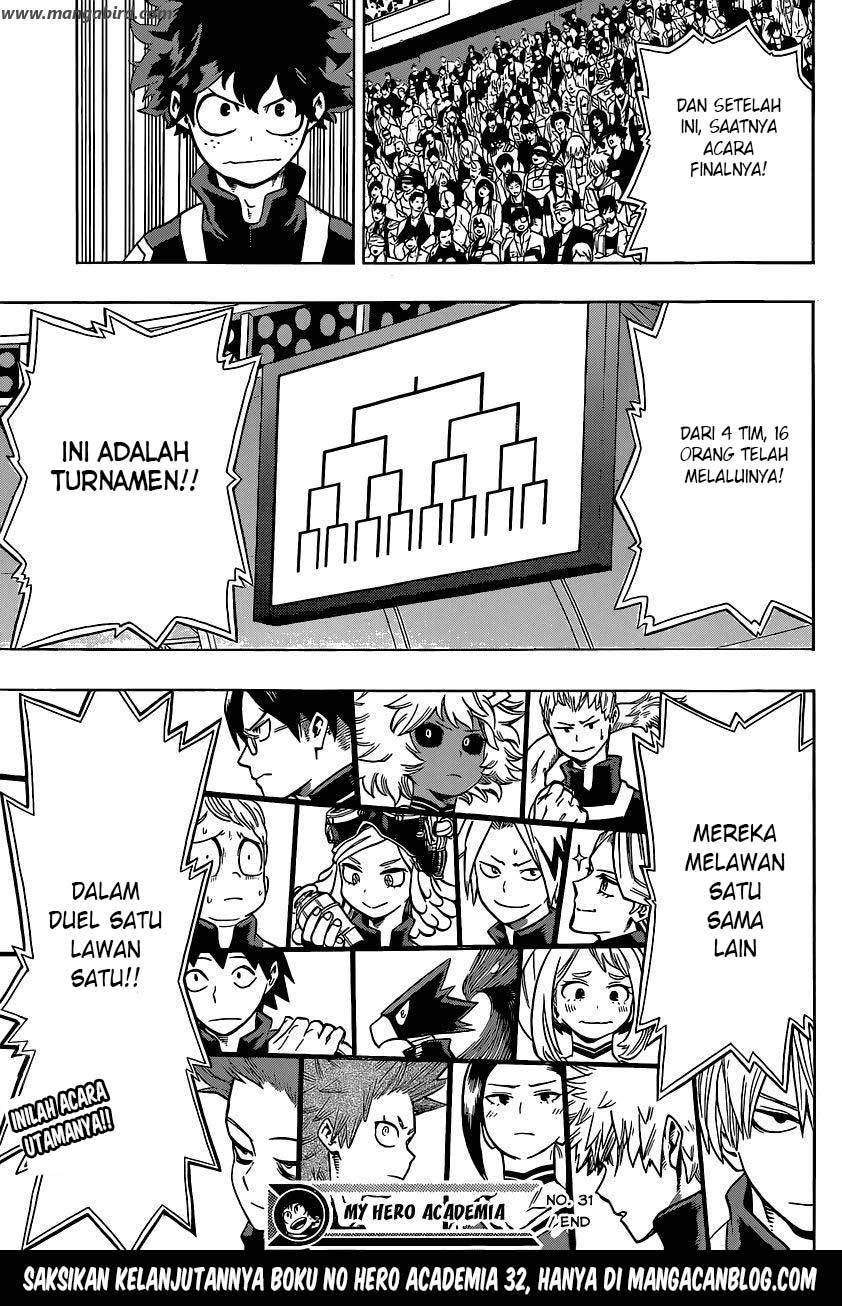 www.mangabird.com
DAN SETELAH
INI, SAATNYA
ACARA
FINALNYA!
DARI 4 TIM, 16
ORANG TELAH
MELALUINYA!
INI ADALAH
TURNAMEN!!
MEREKA
MELAWAN
SATU
SAMA
LAIN
DALAM
DUEL SATU
LAWAN
SATU!!
INILAH ACARA
UTAMANYA!!
MY HERO ACADEMIA
NO. 31
/ END
SAKSIKAN KELANJUTANNYA BOKU NO HERO ACADEMIA 32, HANYA DI MANGACANBLOG.COM